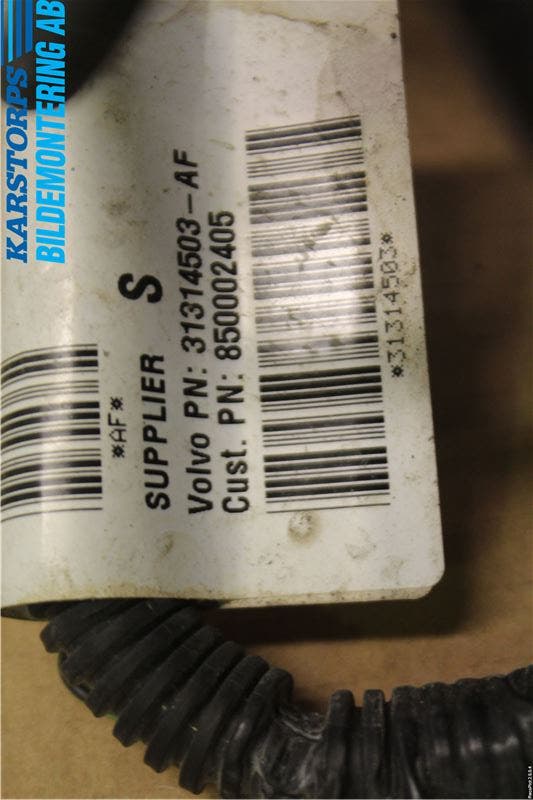 KARSTORPS
BILDEMONTERING AB
*AF*
SUPPLIER S
Volvo PN: 31314503-AF
Cust. PN: 850002405
*31314503*